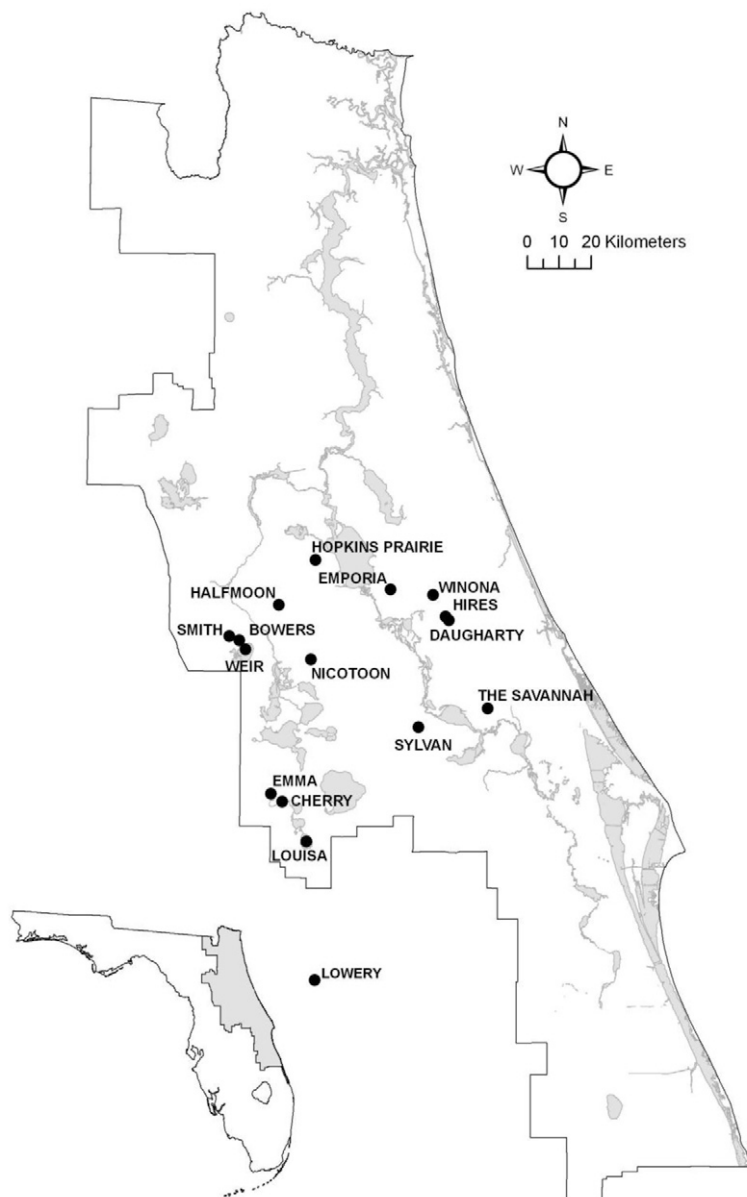 N
W E
S
0 10 20 Kilometers
HOPKINS PRAIRIE
EMPORIA
WINONA
HALFMOON
HIRES
SMITH BOWERS
DAUGHARTY
WEIR
NICOTOON
THE SAVANNAH
SYLVAN
EMMA
CHERRY
LOUISA
LOWERY